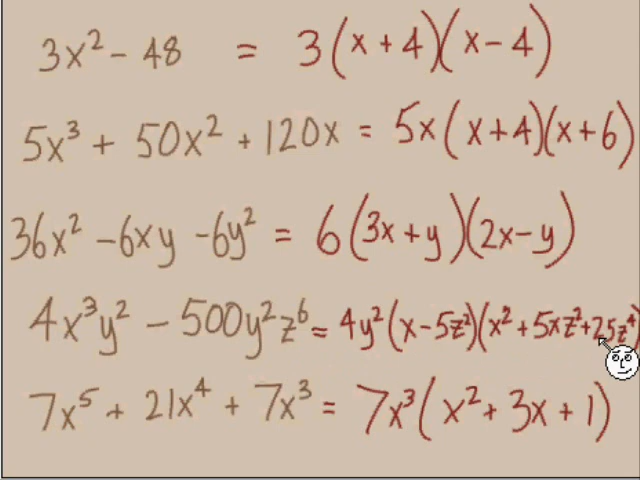 3x² - 48 = 3(x + 4)(x - 4)
5x³ + 50x² + 120x = 5x(x + 4)(x + 6)
36x² - 6xy - 6y² = 6(3x + y)(2x - y)
4x³y² - 500y²z⁶ = 4y²(x - 5z²)(x² + 5xz² + 25z⁴)
7x⁵ + 21x⁴ + 7x³ = 7x³(x² + 3x + 1)